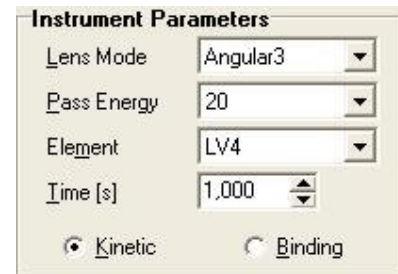 Instrument Parameters
Lens Mode Angular3
Pass Energy 20
Element LV4
Time [s] 1,000
Kinetic Binding